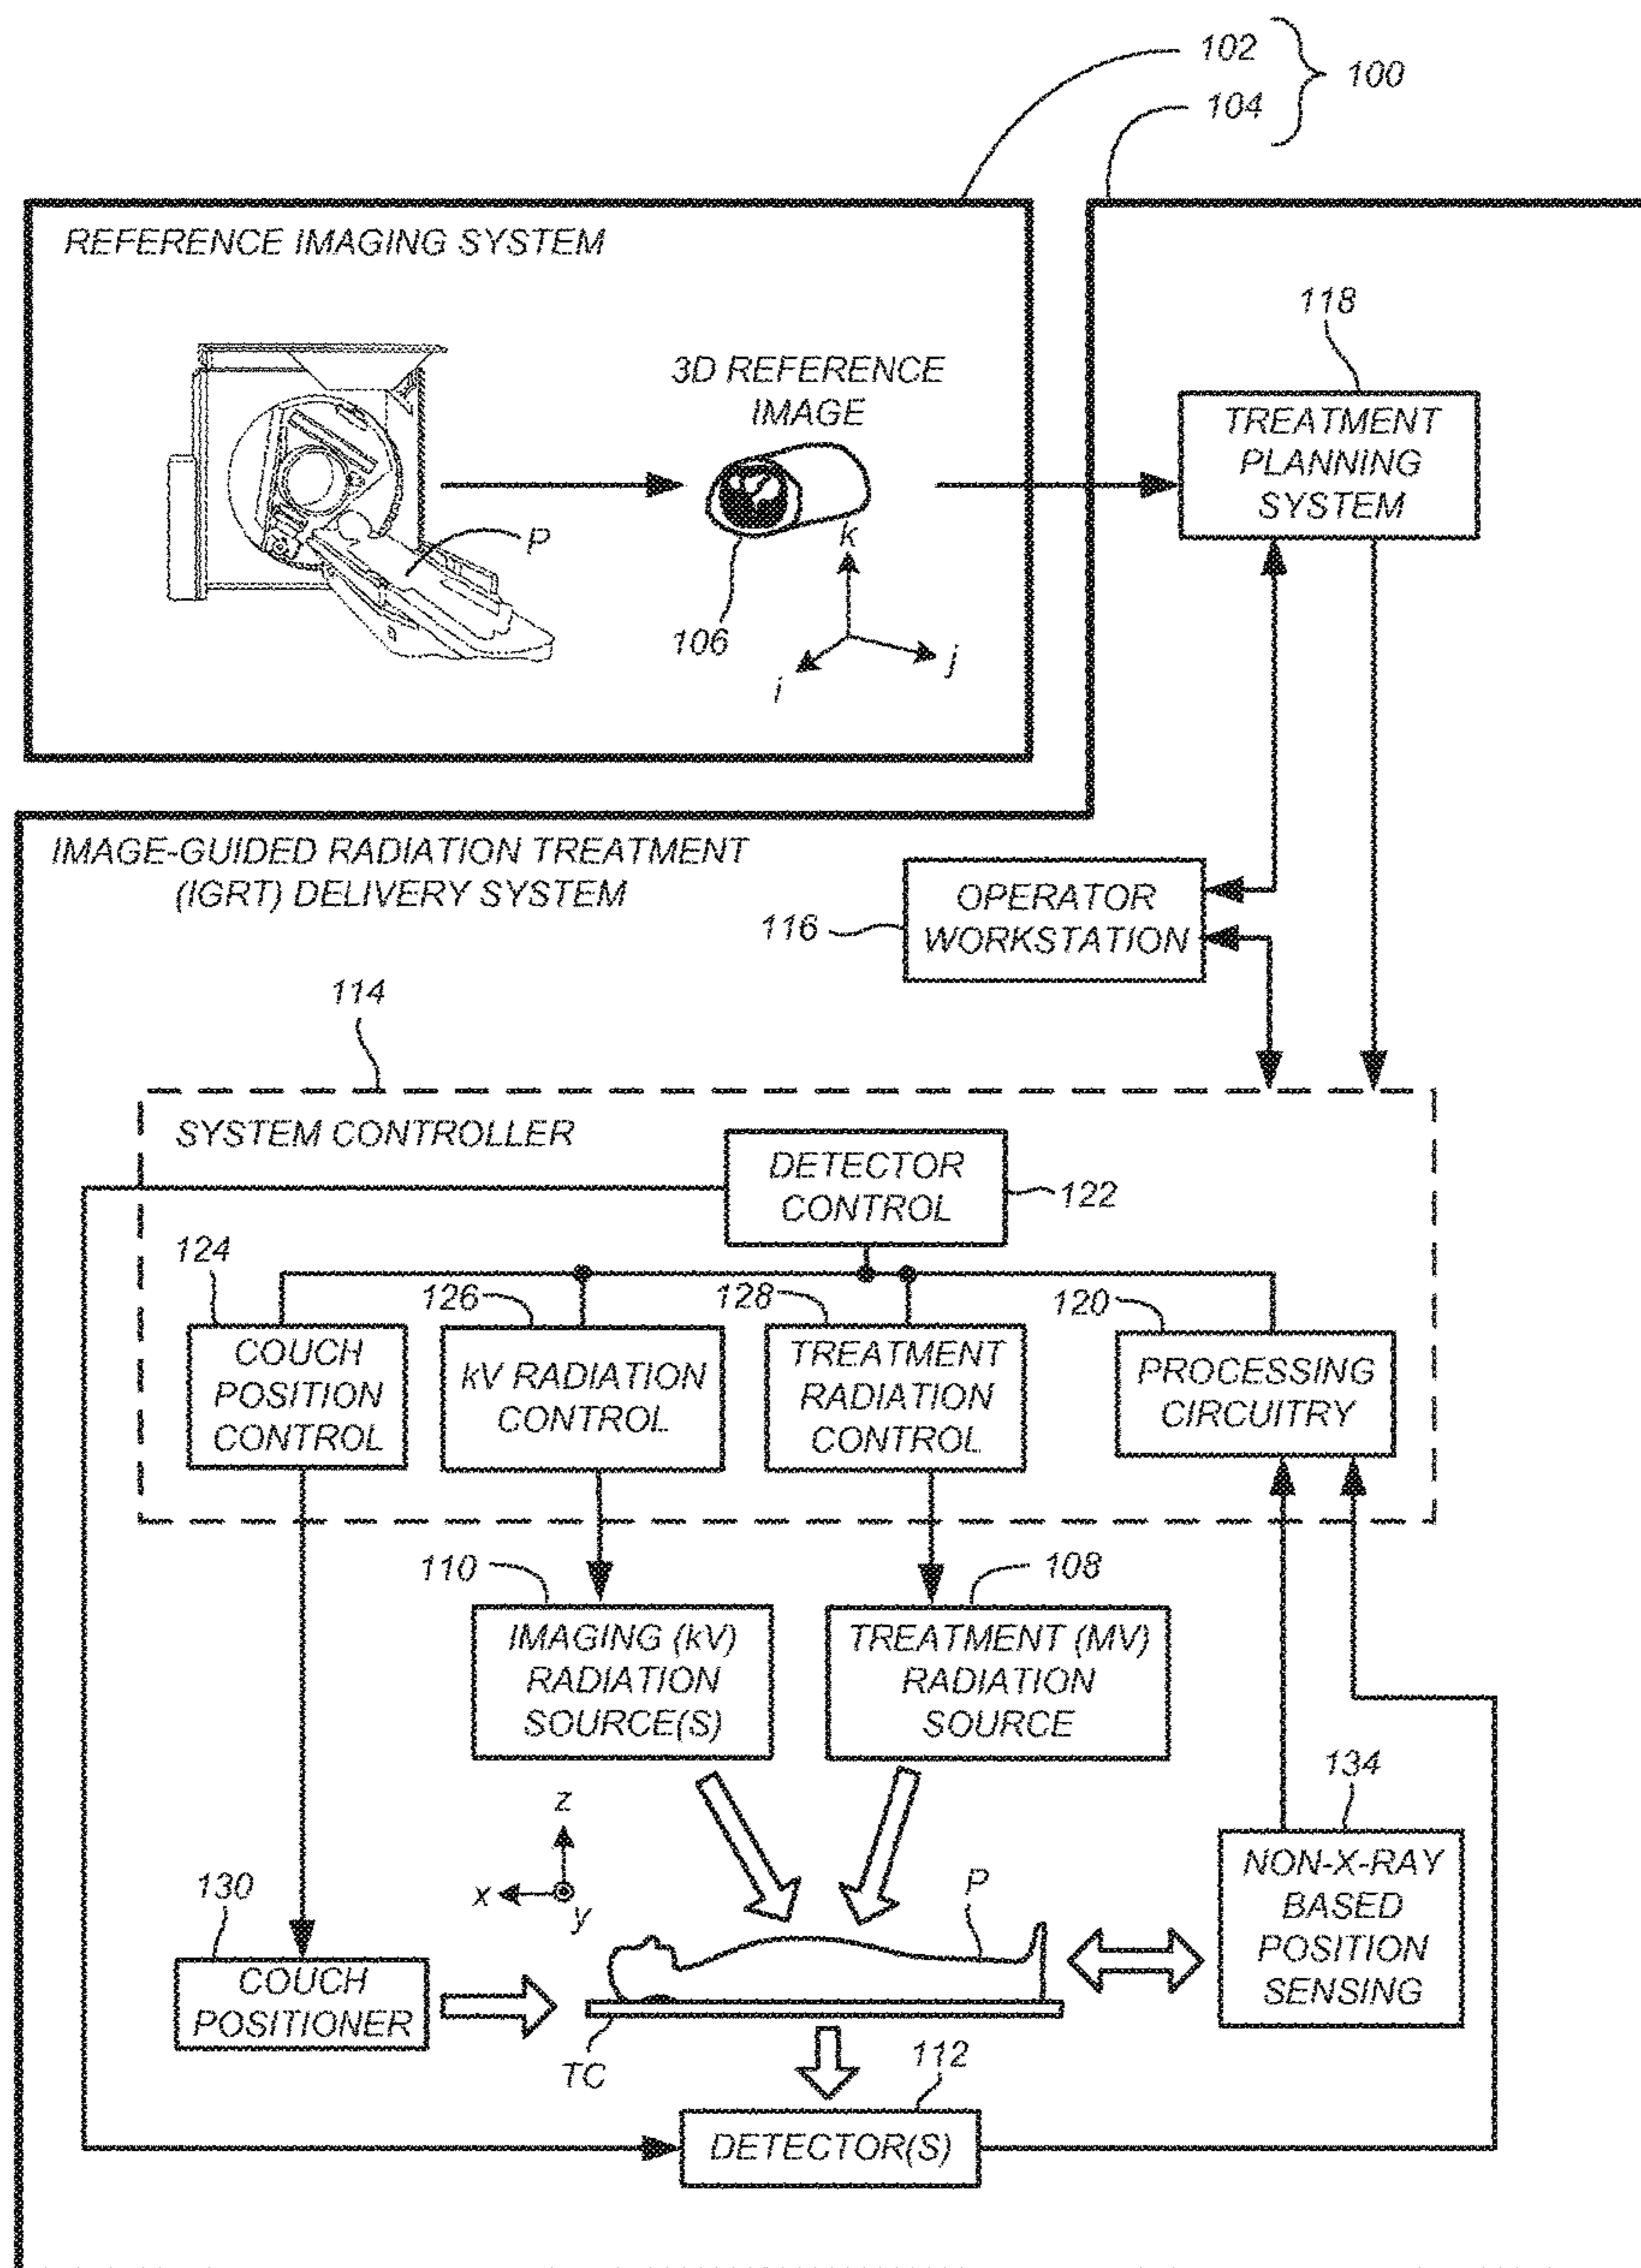 102
100
104
REFERENCE IMAGING SYSTEM
118
3D REFERENCE
IMAGE
TREATMENT
PLANNING
SYSTEM
P
k
106
j
i
IMAGE-GUIDED RADIATION TREATMENT
(IGRT) DELIVERY SYSTEM
OPERATOR
WORKSTATION
116
114
SYSTEM CONTROLLER
DETECTOR
CONTROL
122
124
126
128
120
COUCH
POSITION
CONTROL
kV RADIATION
CONTROL
TREATMENT
RADIATION
CONTROL
PROCESSING
CIRCUITRY
110
108
IMAGING (kV)
RADIATION
SOURCE(S)
TREATMENT (MV)
RADIATION
SOURCE
134
z
x
y
130
P
NON-X-RAY
BASED
POSITION
SENSING
COUCH
POSITIONER
TC
112
DETECTOR(S)